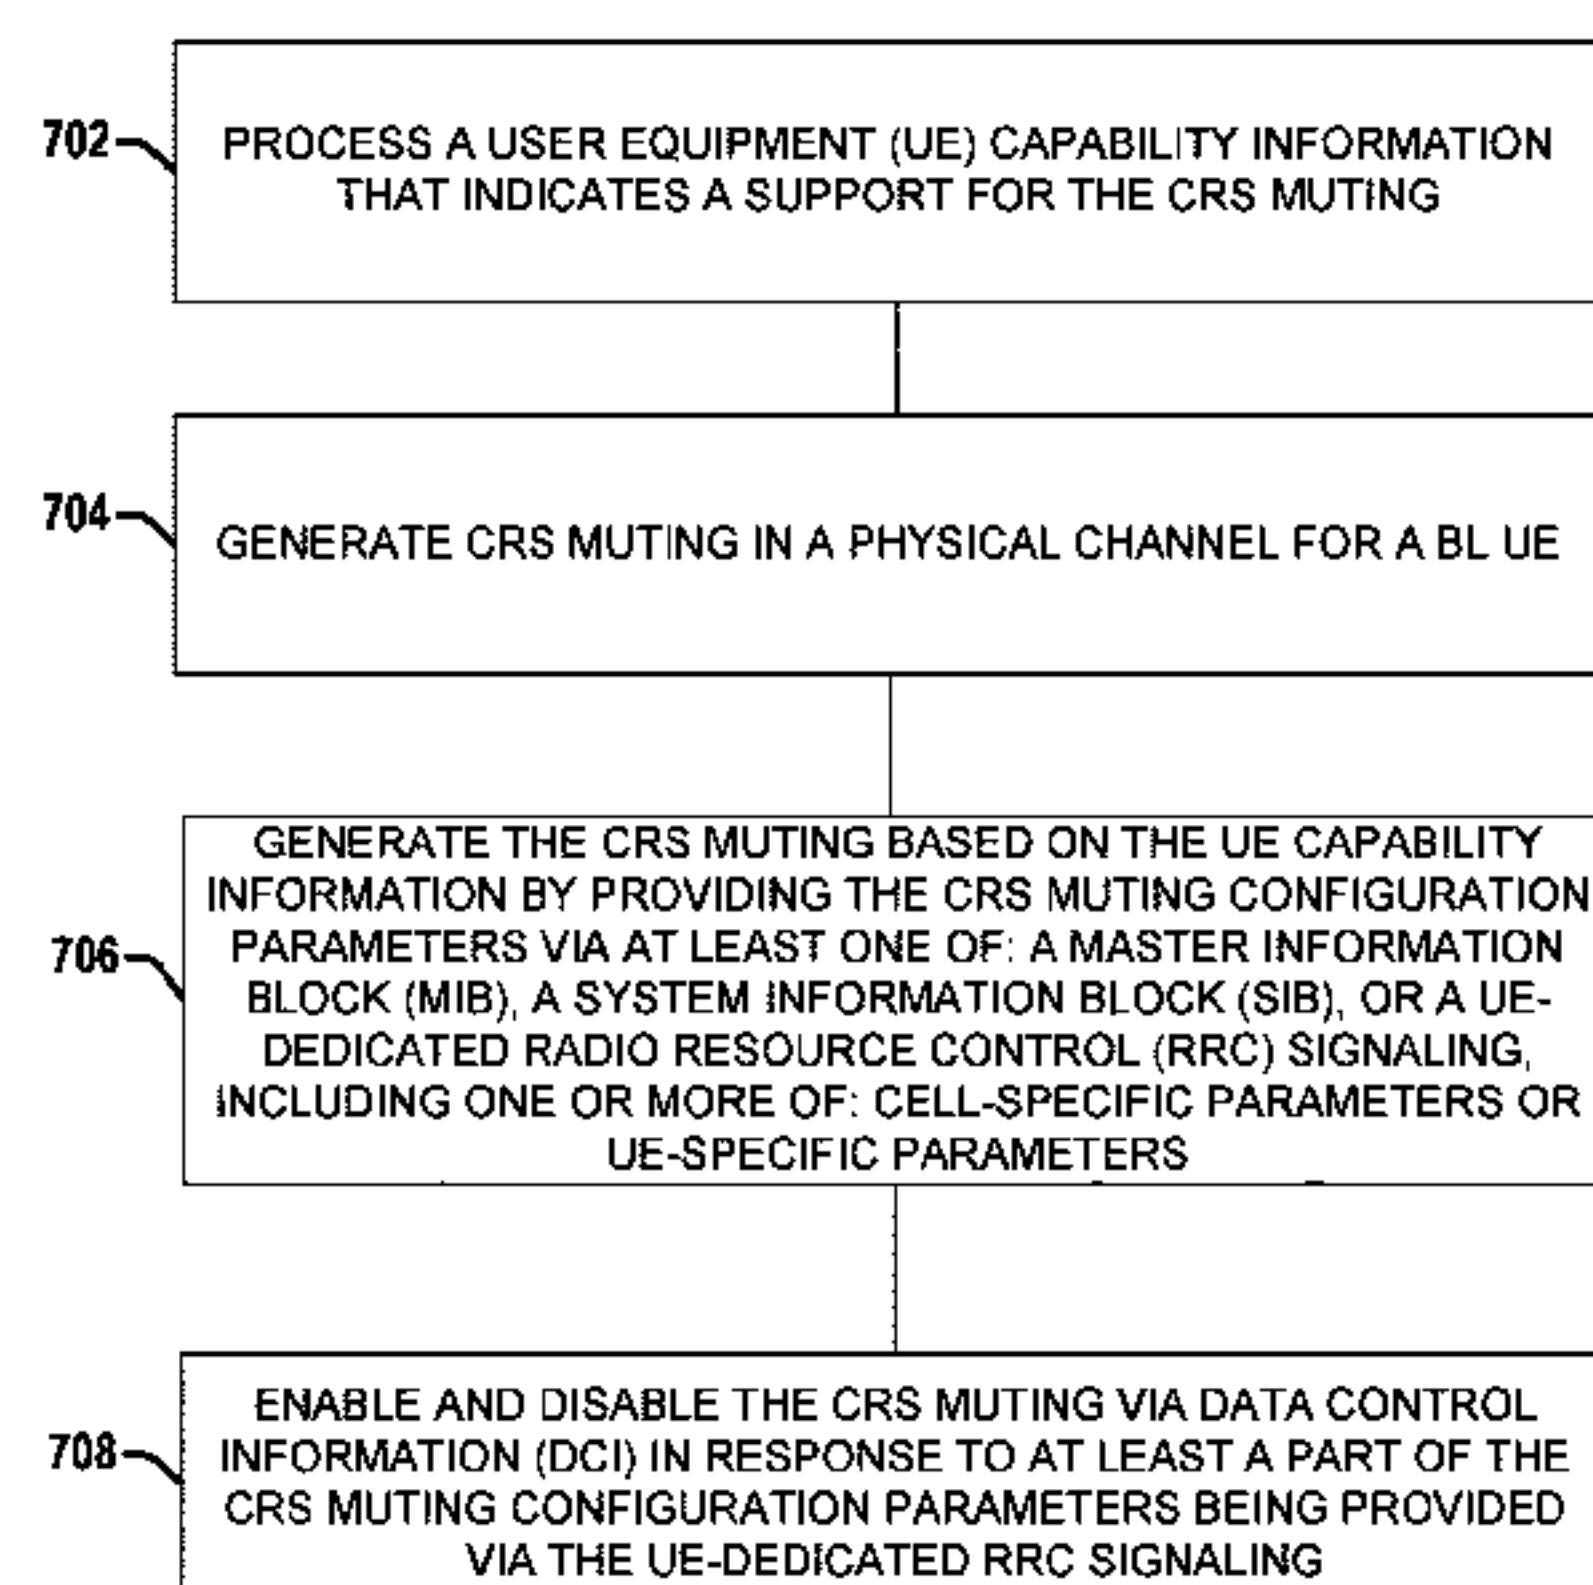 702
PROCESS A USER EQUIPMENT (UE) CAPABILITY INFORMATION
THAT INDICATES A SUPPORT FOR THE CRS MUTING
704
GENERATE CRS MUTING IN A PHYSICAL CHANNEL FOR A BL UE
706
GENERATE THE CRS MUTING BASED ON THE UE CAPABILITY
INFORMATION BY PROVIDING THE CRS MUTING CONFIGURATION
PARAMETERS VIA AT LEAST ONE OF: A MASTER INFORMATION
BLOCK (MIB), A SYSTEM INFORMATION BLOCK (SIB), OR A UE-
DEDICATED RADIO RESOURCE CONTROL (RRC) SIGNALING,
INCLUDING ONE OR MORE OF: CELL-SPECIFIC PARAMETERS OR
UE-SPECIFIC PARAMETERS
708
ENABLE AND DISABLE THE CRS MUTING VIA DATA CONTROL
INFORMATION (DCI) IN RESPONSE TO AT LEAST A PART OF THE
CRS MUTING CONFIGURATION PARAMETERS BEING PROVIDED
VIA THE UE-DEDICATED RRC SIGNALING